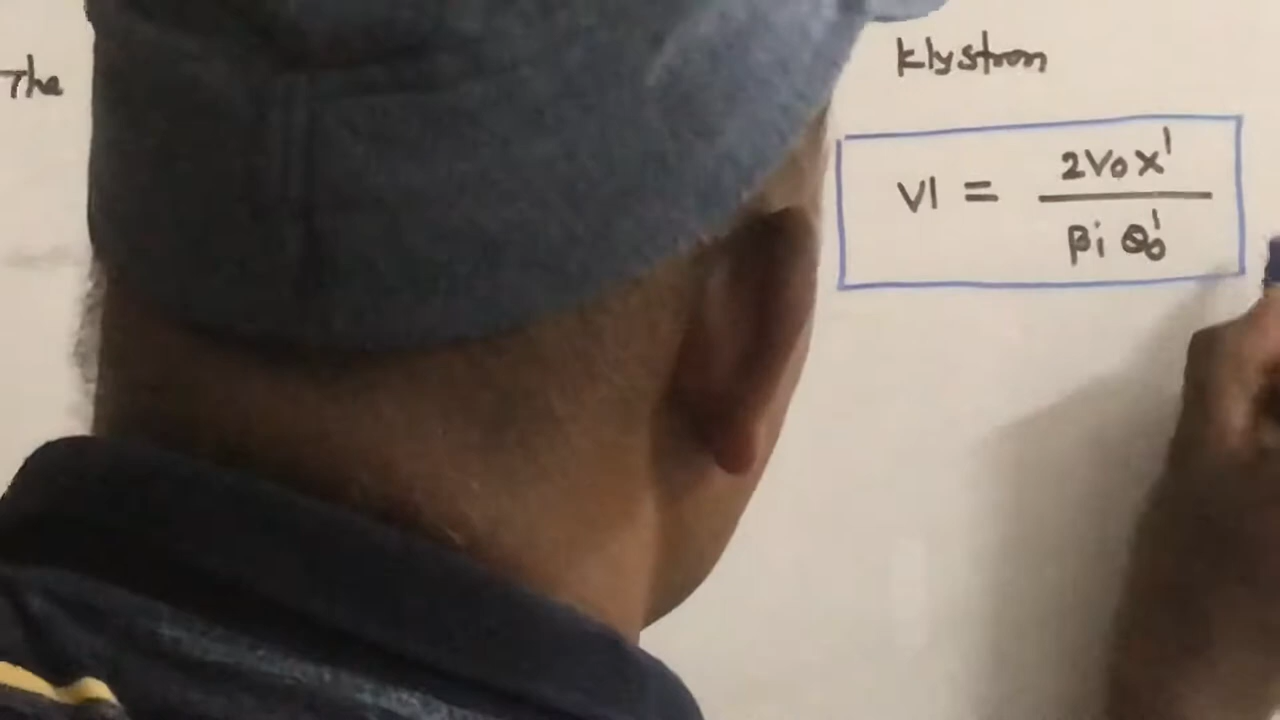 The Klystron
V1 = 2V0 X'
βi θ0'